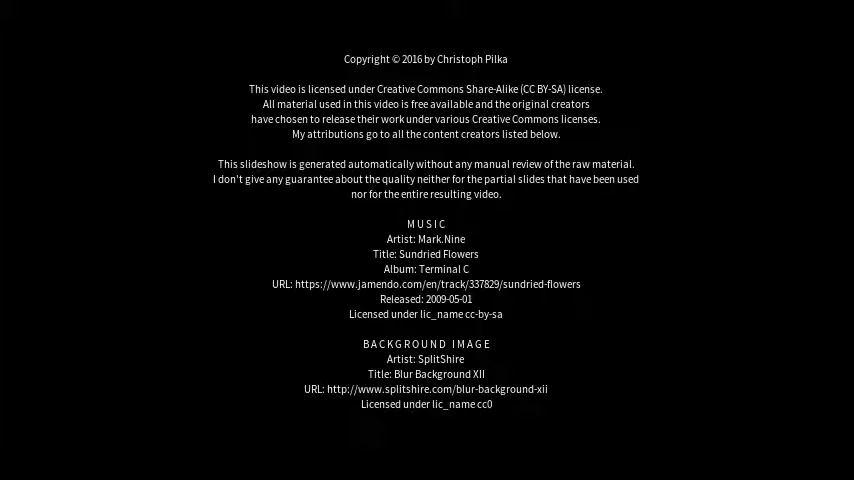 Copyright © 2016 by Christoph Pilka
This video is licensed under Creative Commons Share-Alike (CC BY-SA) license.
All material used in this video is free available and the original creators
have chosen to release their work under various Creative Commons licenses.
My attributions go to all the content creators listed below.
This slideshow is generated automatically without any manual review of the raw material.
I don't give any guarantee about the quality neither for the partial slides that have been used
nor for the entire resulting video.
MUSIC
Artist: Mark.Nine
Title: Sundried Flowers
Album: Terminal C
URL: https://www.jamendo.com/en/track/337829/sundried-flowers
Released: 2009-05-01
Licensed under lic_name cc-by-sa
BACKGROUND IMAGE
Artist: SplitShire
Title: Blur Background XII
URL: http://www.splitshire.com/blur-background-xii
Licensed under lic_name cc0